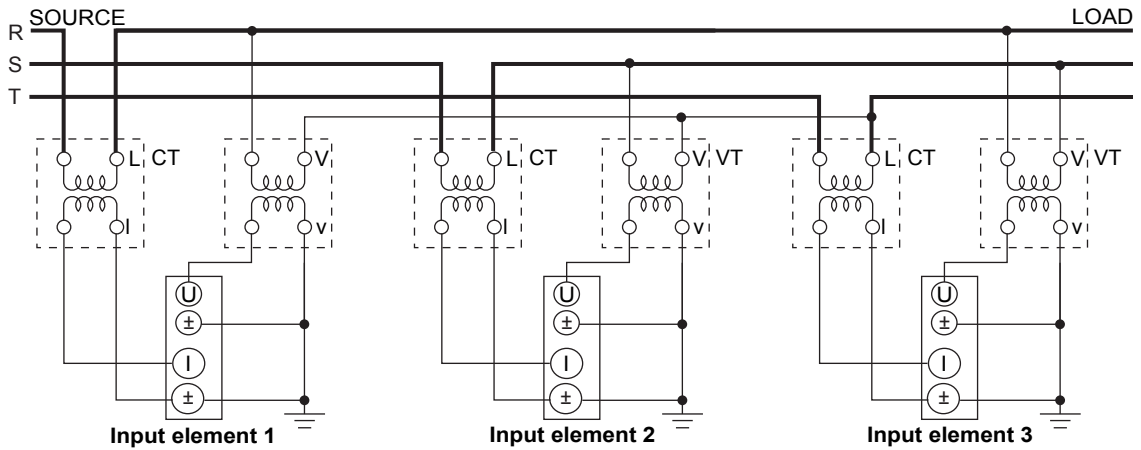 SOURCE LOAD
R
S
T
L CT V L CT V VT L CT V VT
l v l v l v
U U U
± ± ±
I I I
± ± ±
Input element 1 Input element 2 Input element 3